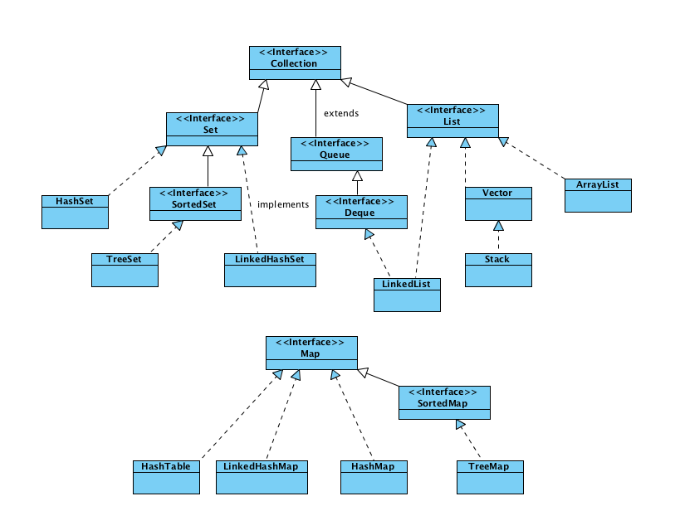 <<Interface>>
Collection
<<Interface>>
Set
extends
<<Interface>>
List
<<Interface>>
Queue
HashSet
<<Interface>>
SortedSet
implements
<<Interface>>
Deque
Vector
ArrayList
TreeSet
LinkedHashSet
LinkedList
Stack
<<Interface>>
Map
<<Interface>>
SortedMap
HashTable
LinkedHashMap
HashMap
TreeMap